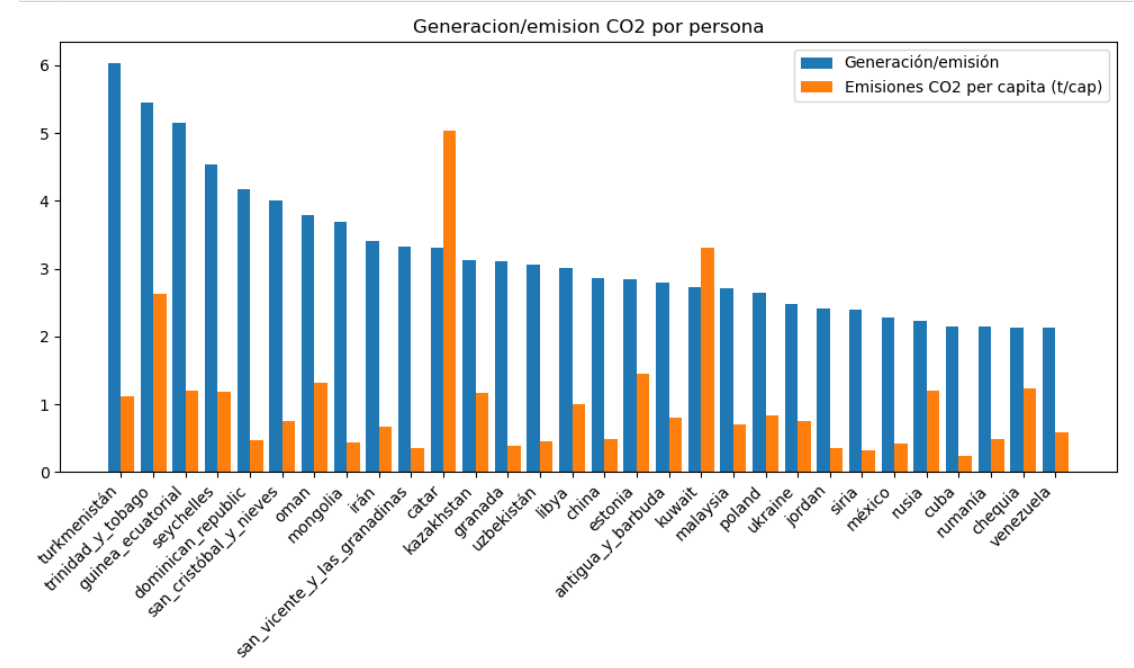 Generacion/emision CO2 por persona
Generación/emisión
Emisiones CO2 per capita (t/cap)
6
5
4
3
2
1
0
turkmenistán
trinidad_y_tobago
guinea_ecuatorial
seychelles
dominican_republic
san_cristóbal_y_nieves
oman
mongolia
irán
san_vicente_y_las_granadinas
catar
kazakhstan
granada
uzbekistán
libya
china
estonia
antigua_y_barbuda
kuwait
malaysia
poland
ukraine
jordan
siria
méxico
rusia
cuba
rumanía
chequia
venezuela